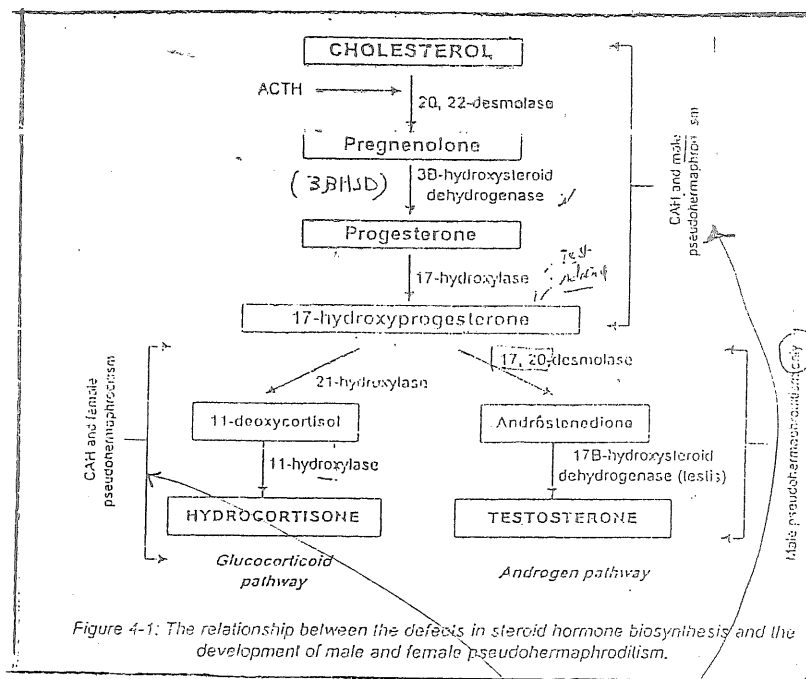 CHOLESTEROL
ACTH
20, 22-desmolase
Pregnenolone
(3BHSD)
3B-hydroxysteroid
dehydrogenase
Progesterone
17-hydroxylase
17-hydroxyprogesterone
CAH and male
pseudohermaphrod sm
17, 20-desmolase
21-hydroxylase
11-deoxycortisol
Androstenedione
11-hydroxylase
17B-hydroxysteroid
dehydrogenase (testis)
HYDROCORTISONE
TESTOSTERONE
Glucocorticoid
pathway
Androgen pathway
CAH and female
pseudohermaphrodism
Male pseudohermaphroditism only
Figure 4-1: The relationship between the defects in steroid hormone biosynthesis and the
development of male and female pseudohermaphroditism.